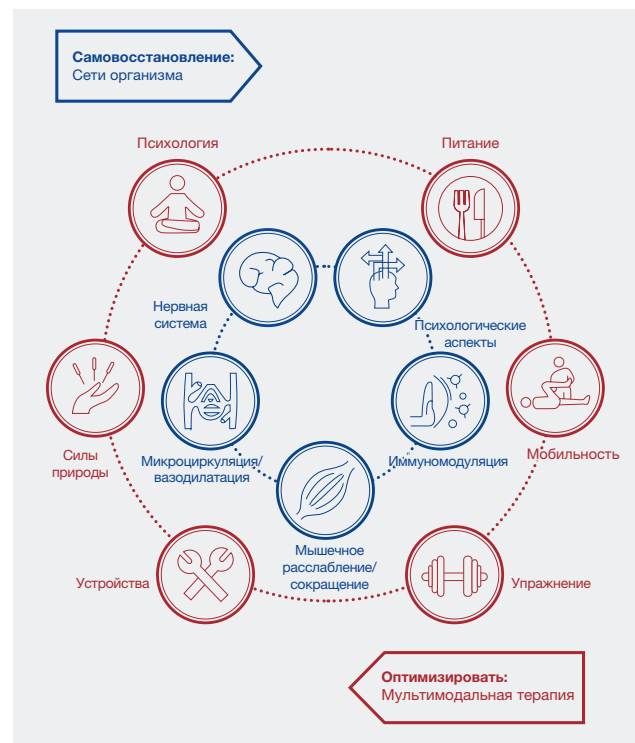 Самовосстановление:
Сети организма
Психология
Питание
Нервная
система
Психологические
аспекты
Силы
природы
Микроциркуляция/
вазодилатация
Иммуномодуляция
Мобильность
Мышечное
расслабление/
сокращение
Устройства
Упражнение
Оптимизировать:
Мультимодальная терапия